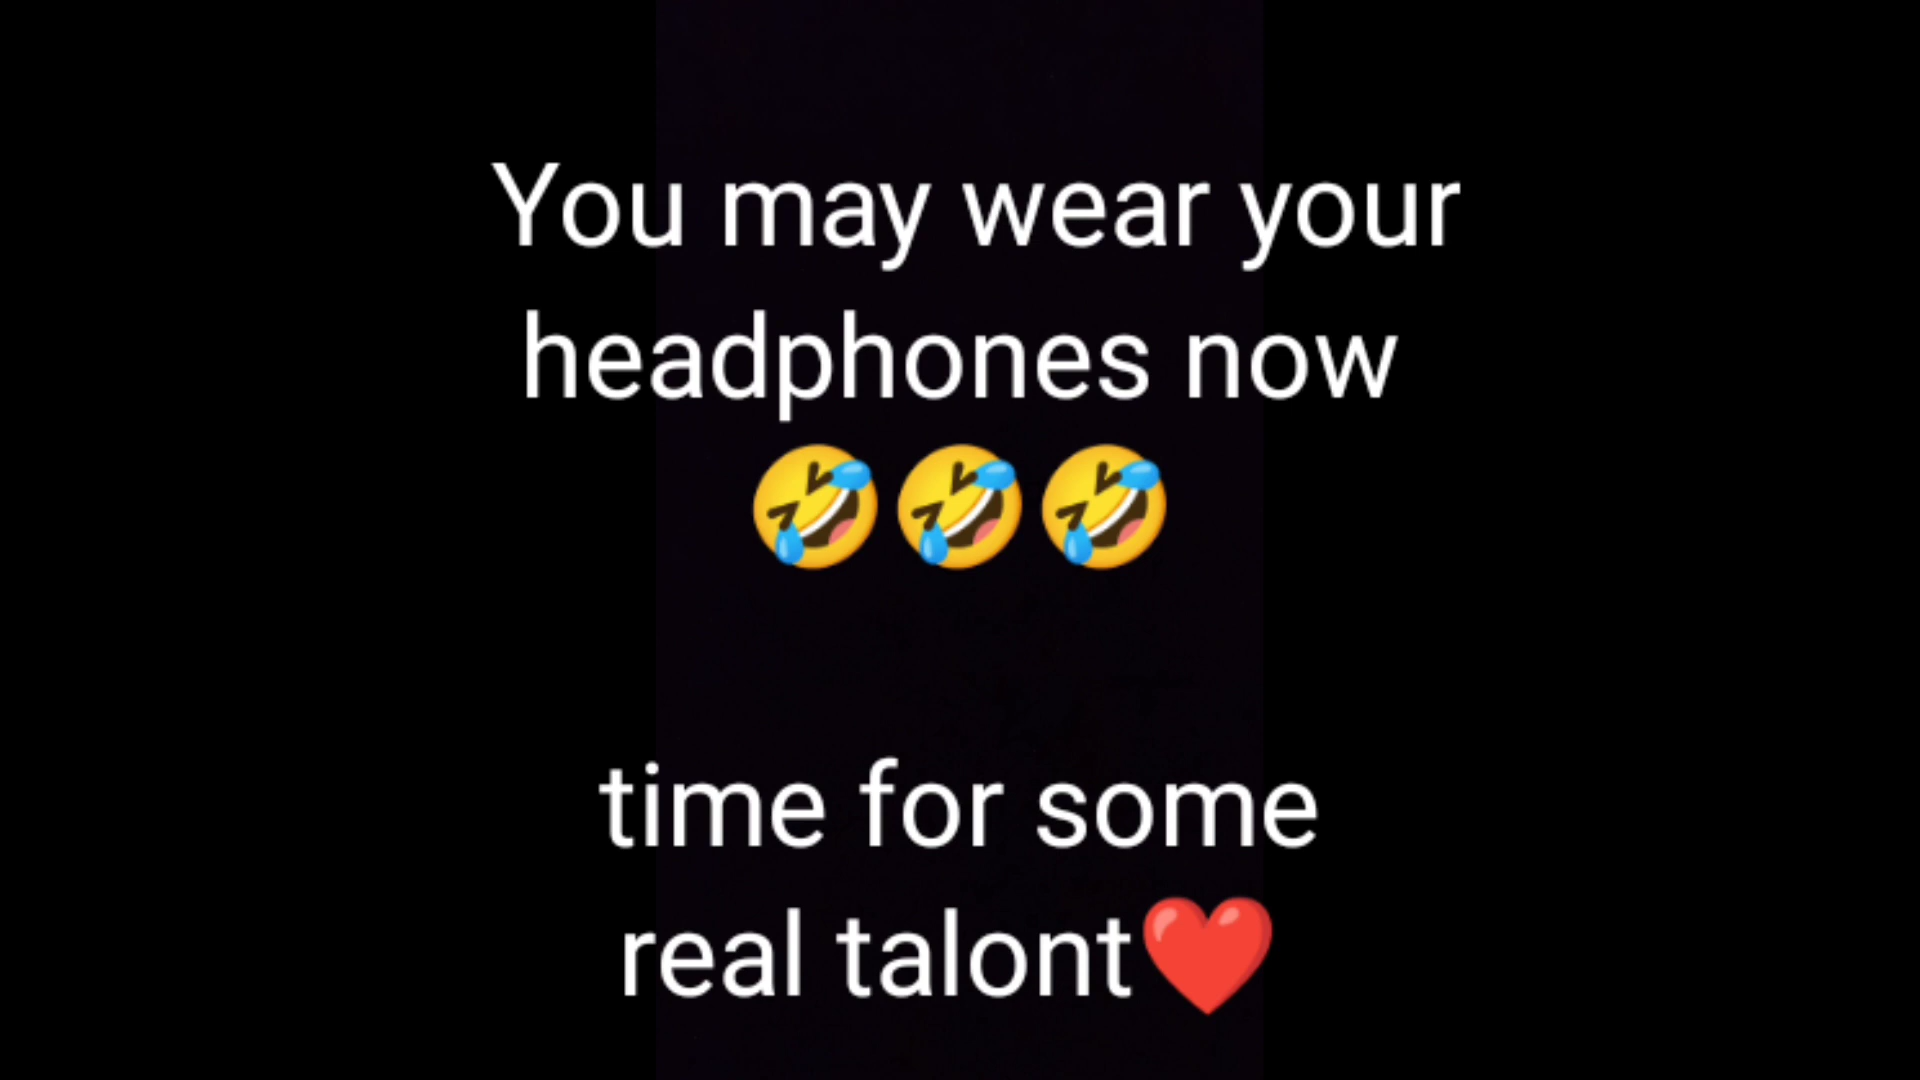 You may wear your
headphones now
🤣🤣🤣
time for some
real talont❤️